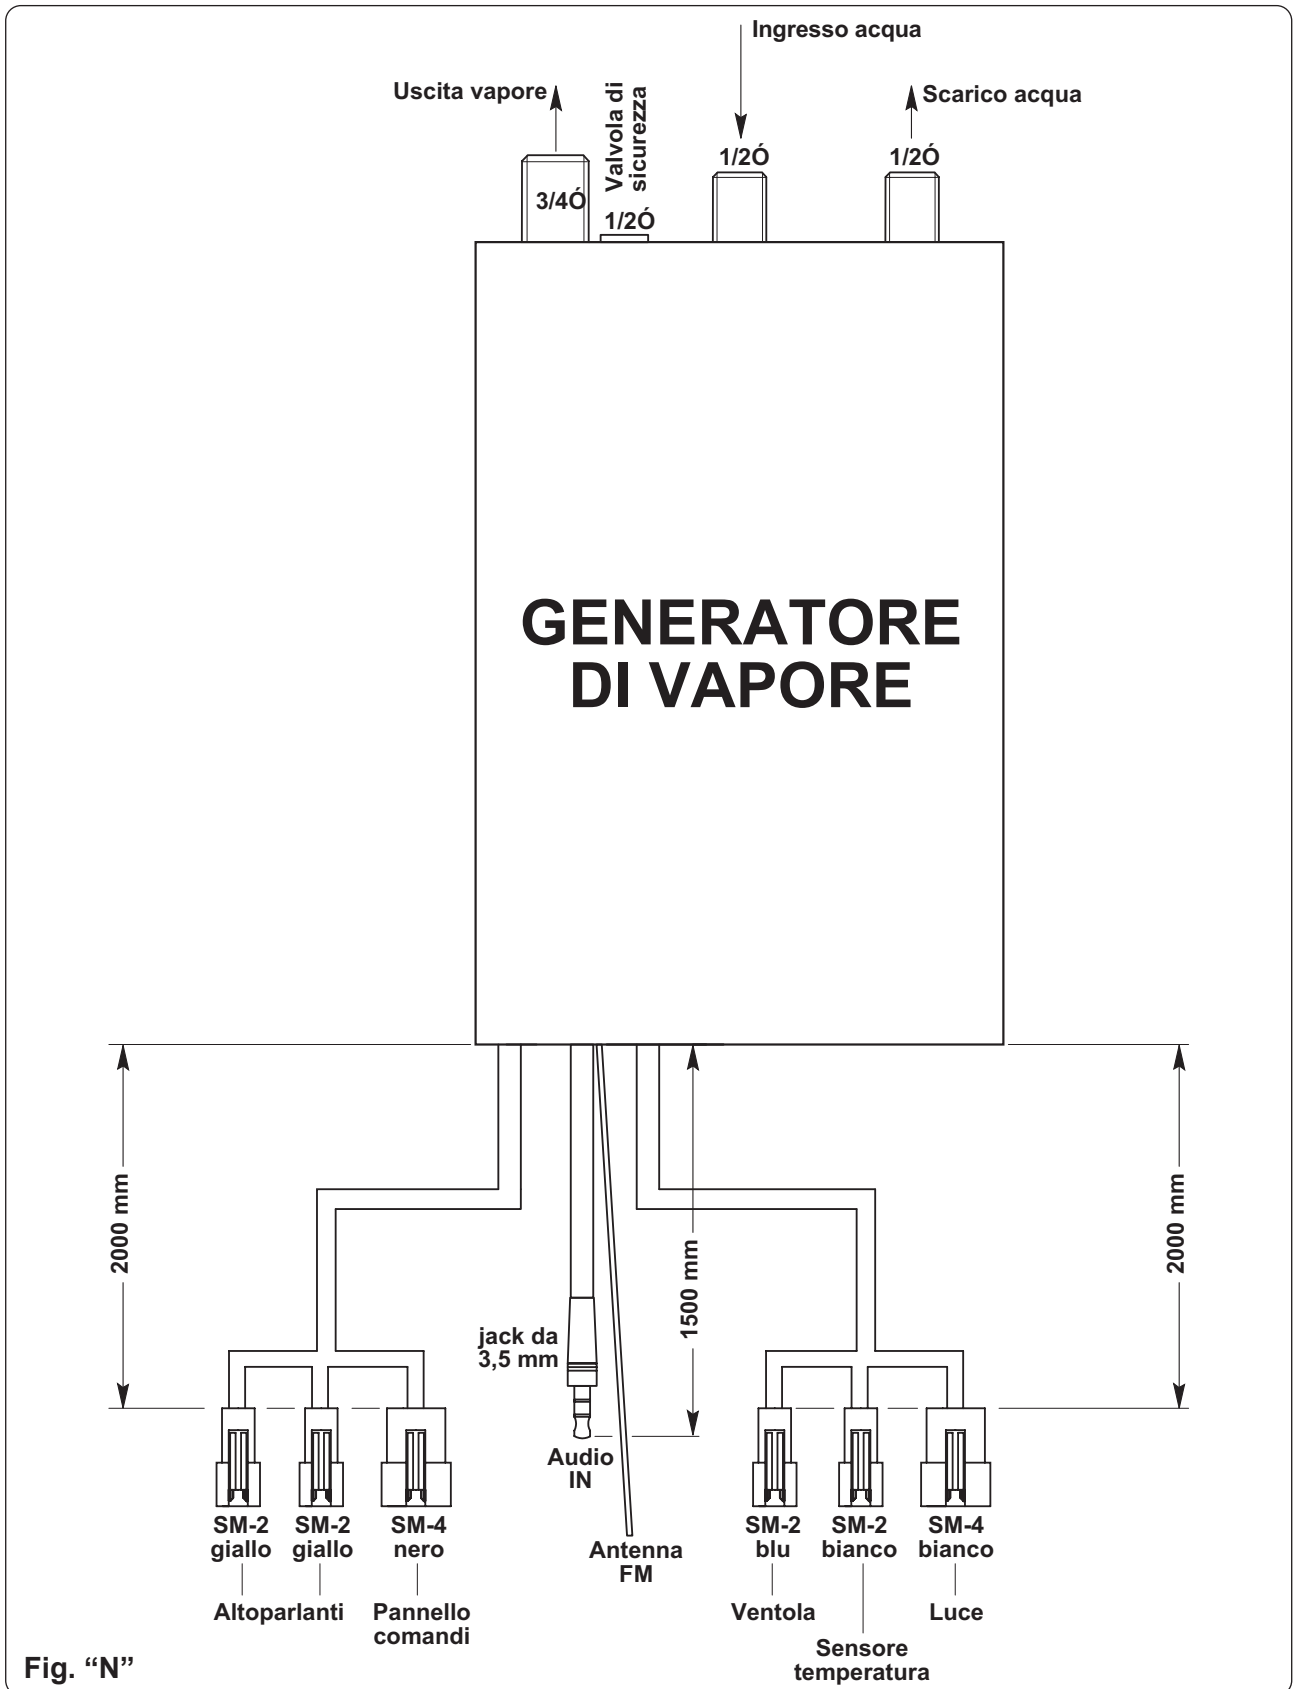 Ingresso acqua
Uscita vapore
Valvola di
sicurezza
Scarico acqua
3/4Ó
1/2Ó
1/2Ó
1/2Ó
GENERATORE
DI VAPORE
2000 mm
1500 mm
2000 mm
jack da
3,5 mm
Audio
IN
Antenna
FM
SM-2
giallo
SM-2
giallo
SM-4
nero
SM-2
blu
SM-2
bianco
SM-4
bianco
Altoparlanti
Pannello
comandi
Ventola
Sensore
temperatura
Luce
Fig. “N”